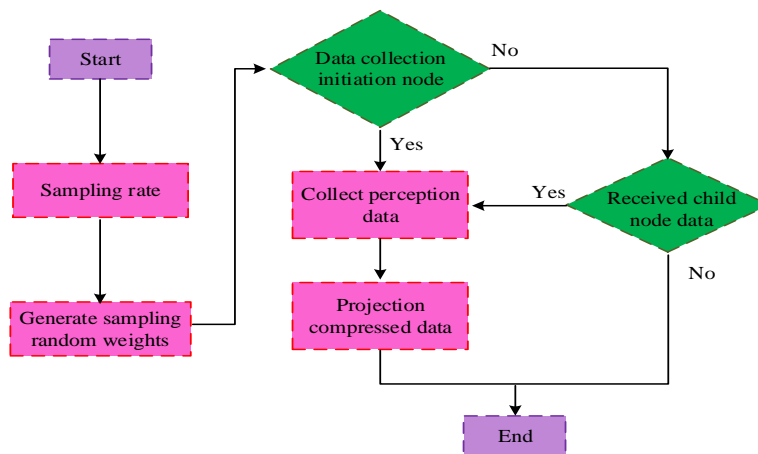 Start
Sampling rate
Generate sampling
random weights
Data collection
initiation node
No
Yes
Collect perception
data
Yes
Received child
node data
No
Projection
compressed data
End